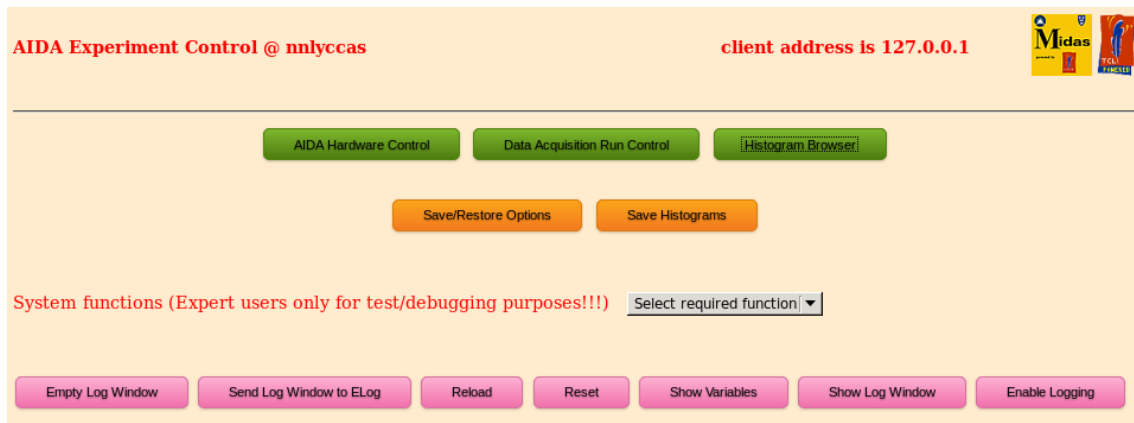 AIDA Experiment Control @ nnlyccas
client address is 127.0.0.1
Midas
TCL
POWERED
AIDA Hardware Control
Data Acquisition Run Control
Histogram Browser
Save/Restore Options
Save Histograms
System functions (Expert users only for test/debugging purposes!!!)
Select required function
Empty Log Window
Send Log Window to ELog
Reload
Reset
Show Variables
Show Log Window
Enable Logging